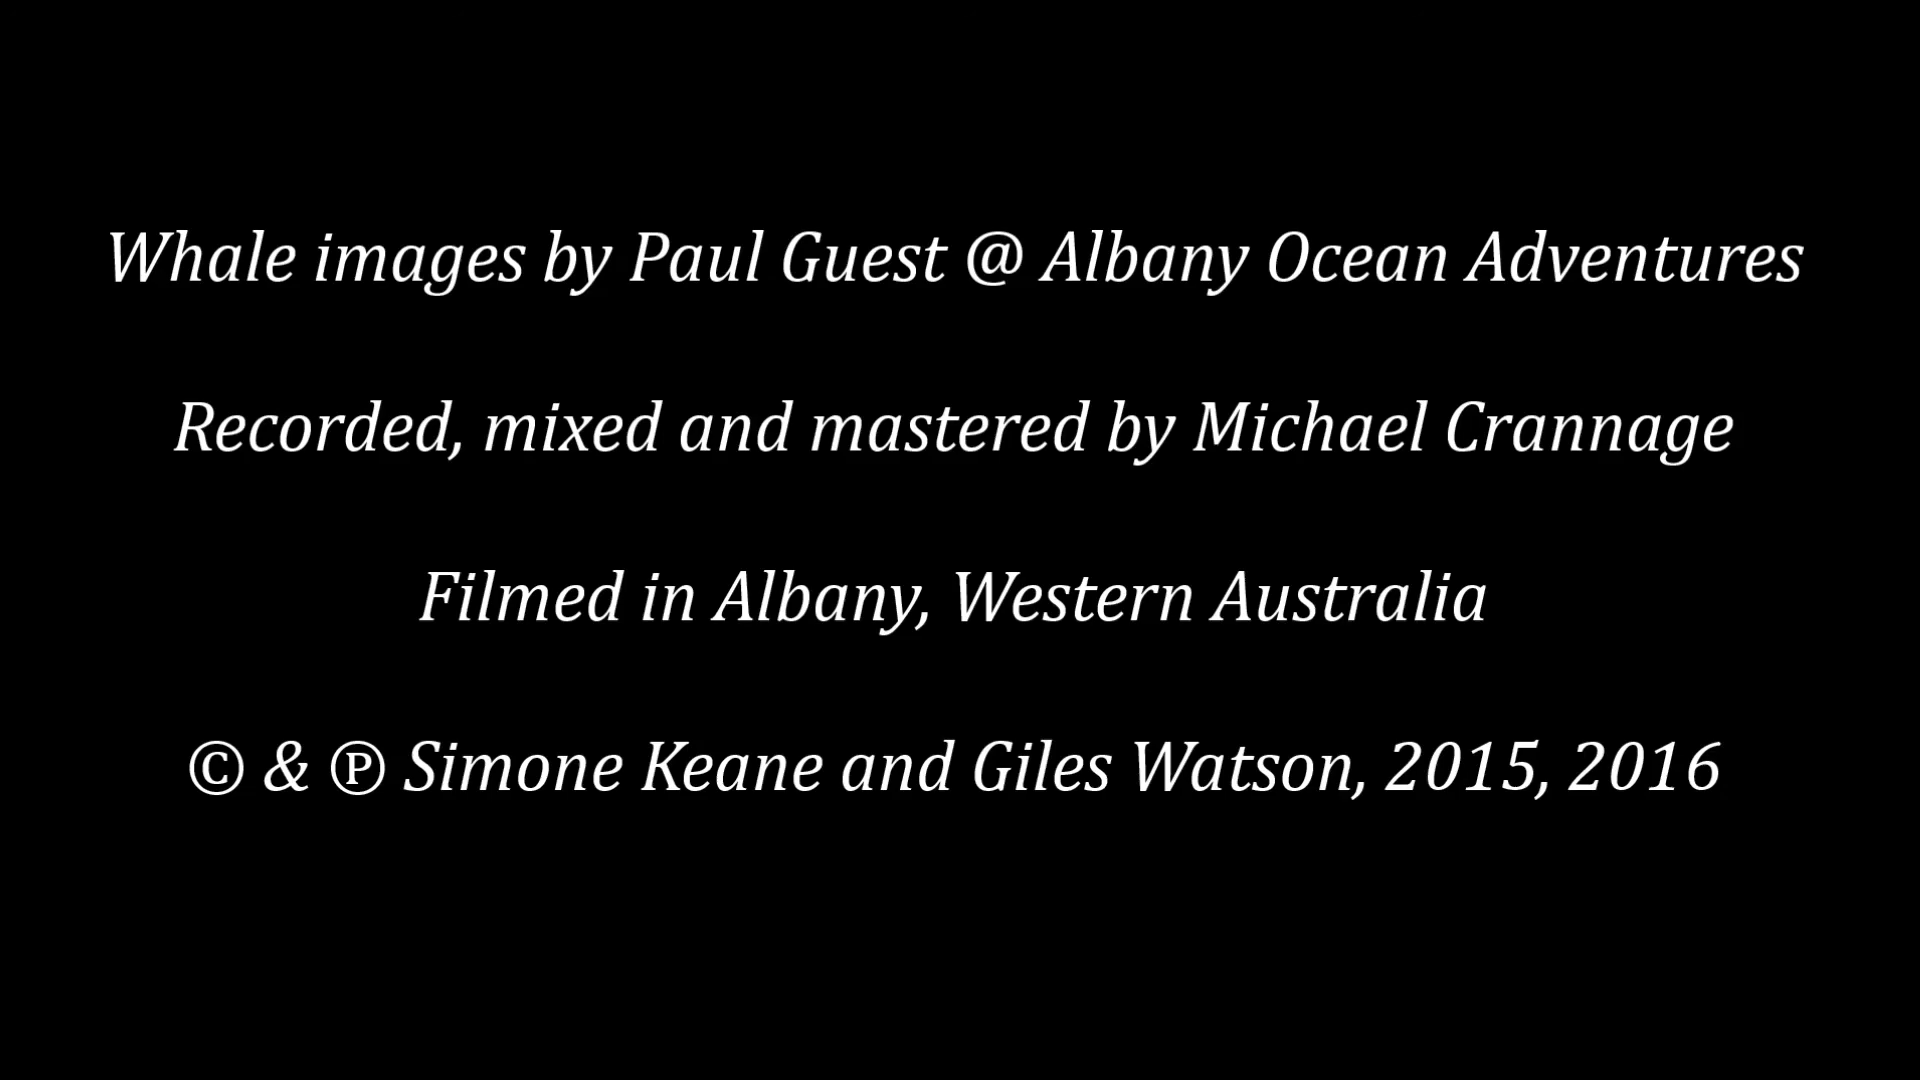 Whale images by Paul Guest @ Albany Ocean Adventures
Recorded, mixed and mastered by Michael Crannage
Filmed in Albany, Western Australia
© & ℗ Simone Keane and Giles Watson, 2015, 2016